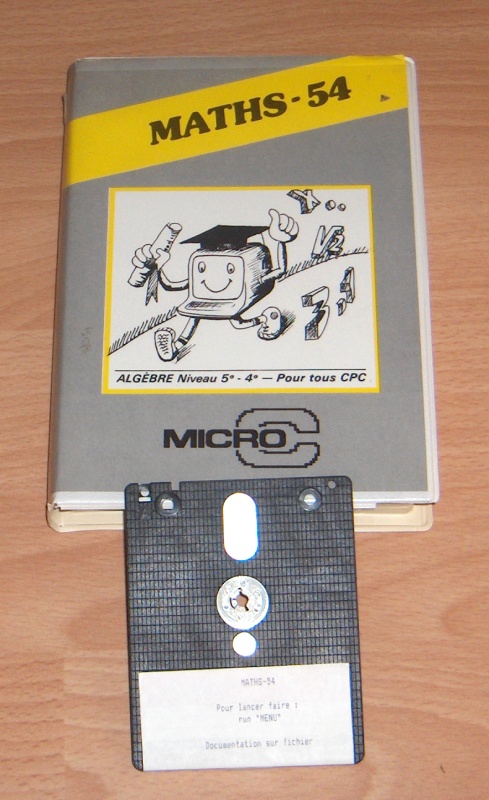 MATHS-54
ALGÈBRE Niveau 5e - 4e — Pour tous CPC
MICRO C
MATHS-54
Pour lancer faire :
run "MENU"
Documentation sur fichier